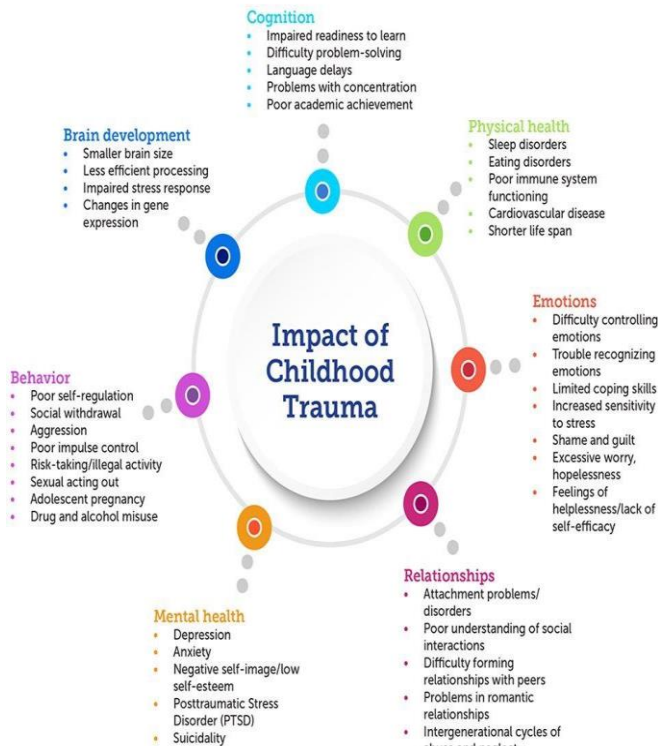 Cognition
• Impaired readiness to learn
• Difficulty problem-solving
• Language delays
• Problems with concentration
• Poor academic achievement
Brain development
• Smaller brain size
• Less efficient processing
• Impaired stress response
• Changes in gene
expression
Physical health
• Sleep disorders
• Eating disorders
• Poor immune system
functioning
• Cardiovascular disease
• Shorter life span
Impact of
Childhood
Trauma
Emotions
• Difficulty controlling
emotions
• Trouble recognizing
emotions
• Limited coping skills
• Increased sensitivity
to stress
• Shame and guilt
• Excessive worry,
hopelessness
• Feelings of
helplessness/lack of
self-efficacy
Behavior
• Poor self-regulation
• Social withdrawal
• Aggression
• Poor impulse control
• Risk-taking/illegal activity
• Sexual acting out
• Adolescent pregnancy
• Drug and alcohol misuse
Mental health
• Depression
• Anxiety
• Negative self-image/low
self-esteem
• Posttraumatic Stress
Disorder (PTSD)
• Suicidality
Relationships
• Attachment problems/
disorders
• Poor understanding of social
interactions
• Difficulty forming
relationships with peers
• Problems in romantic
relationships
• Intergenerational cycles of